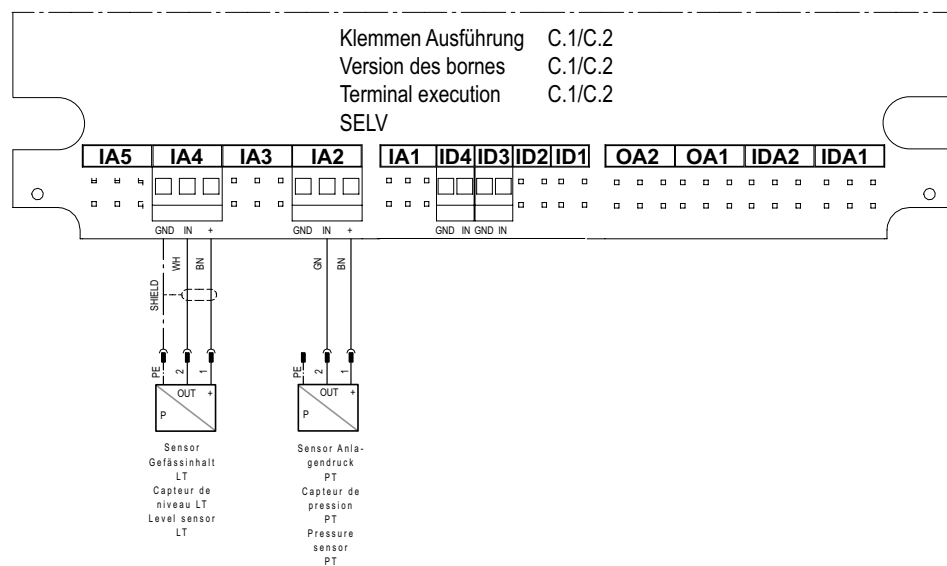 Klemmen Ausführung C.1/C.2
Version des bornes C.1/C.2
Terminal execution C.1/C.2
SELV
IA5 IA4 IA3 IA2 IA1 ID4 ID3 ID2 ID1 OA2 OA1 IDA2 IDA1
GND IN + GND IN + GND IN GND IN
WH BN GN BN
SHIELD
PE 2 1 PE 2 1
OUT + OUT +
P P
Sensor
Gefässinhalt
LT
Capteur de
niveau LT
Level sensor
LT
Sensor Anla-
gendruck
PT
Capteur de
pression
PT
Pressure
sensor
PT